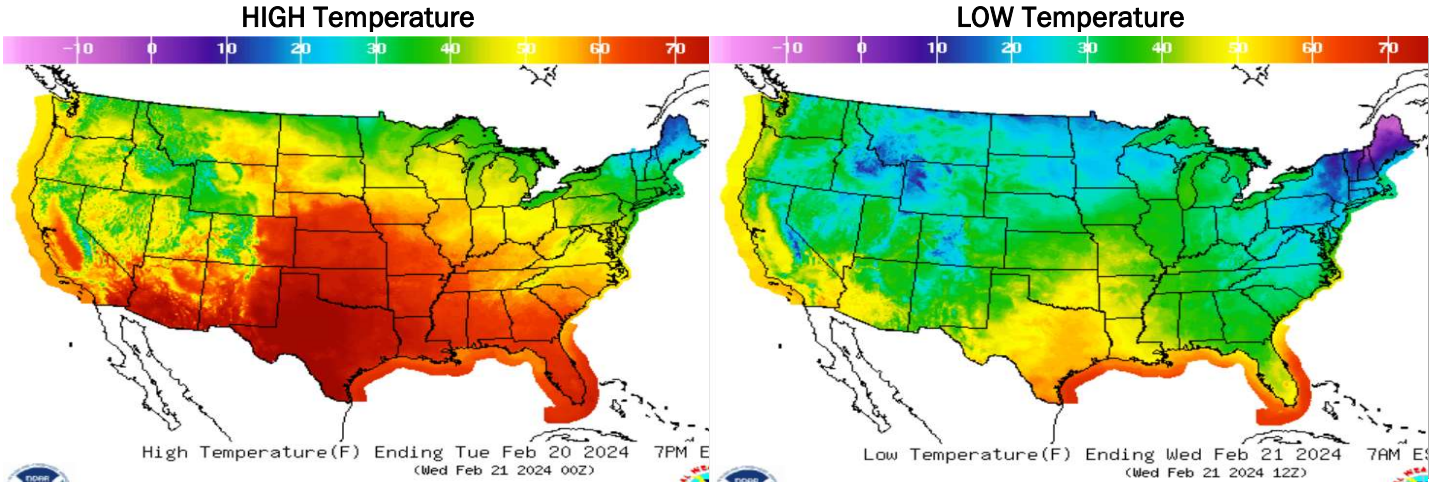 HIGH Temperature
-10 0 10 20 30 40 50 60 70
High Temperature(F) Ending Tue Feb 20 2024 7PM E
(Wed Feb 21 2024 00Z)
LOW Temperature
-10 0 10 20 30 40 50 60 70
Low Temperature(F) Ending Wed Feb 21 2024 7AM ES
(Wed Feb 21 2024 12Z)